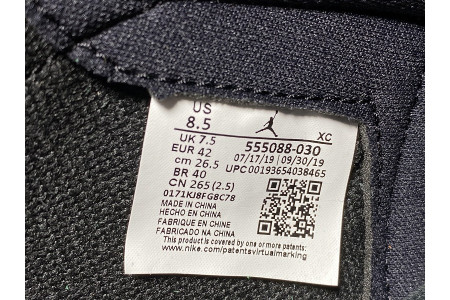 US
8.5
UK 7.5
EUR 42
cm 26.5
BR 40
CN 265 (2.5)
0171KJ8FG8C78
MADE IN CHINA
HECHO EN CHINA
FABRIQUE EN CHINE
FABRICADO NA CHINA
XC
555088-030
07/17/19 | 09/30/19
UPC 00193654038465
This product is covered by one or more patents:
www.nike.com/patentsvirtualmarking